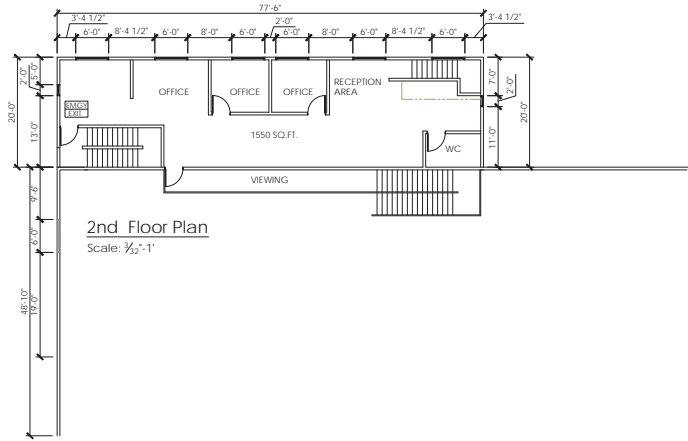 77'-6"
3'-4 1/2"
2'-0"
3'-4 1/2"
6'-0" 8'-4 1/2" 6'-0" 8'-0" 6'-0" 6'-0" 8'-0" 6'-0" 8'-4 1/2" 6'-0"
20'-0"
2'-0"
5'-0"
13'-0"
OFFICE
OFFICE
OFFICE
RECEPTION
AREA
EMGY
EXIT
1550 SQ.FT.
WC
VIEWING
7'-0"
2'-0"
11'-0"
20'-0"
9'-6"
6'-0"
19'-0"
48'-10"
2nd Floor Plan
Scale: 3/32"-1'